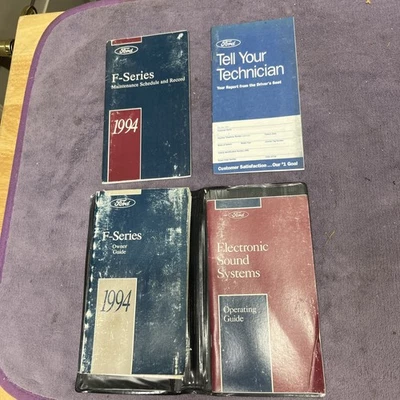 Ford
F-Series
Maintenance Schedule and Record
1994
Ford
Tell Your
Technician
Your Report from the Driver's Seat
Customer Satisfaction ...Our #1 Goal
Ford
F-Series
Owner
Guide
1994
Ford
Electronic
Sound
Systems
Operating
Guide